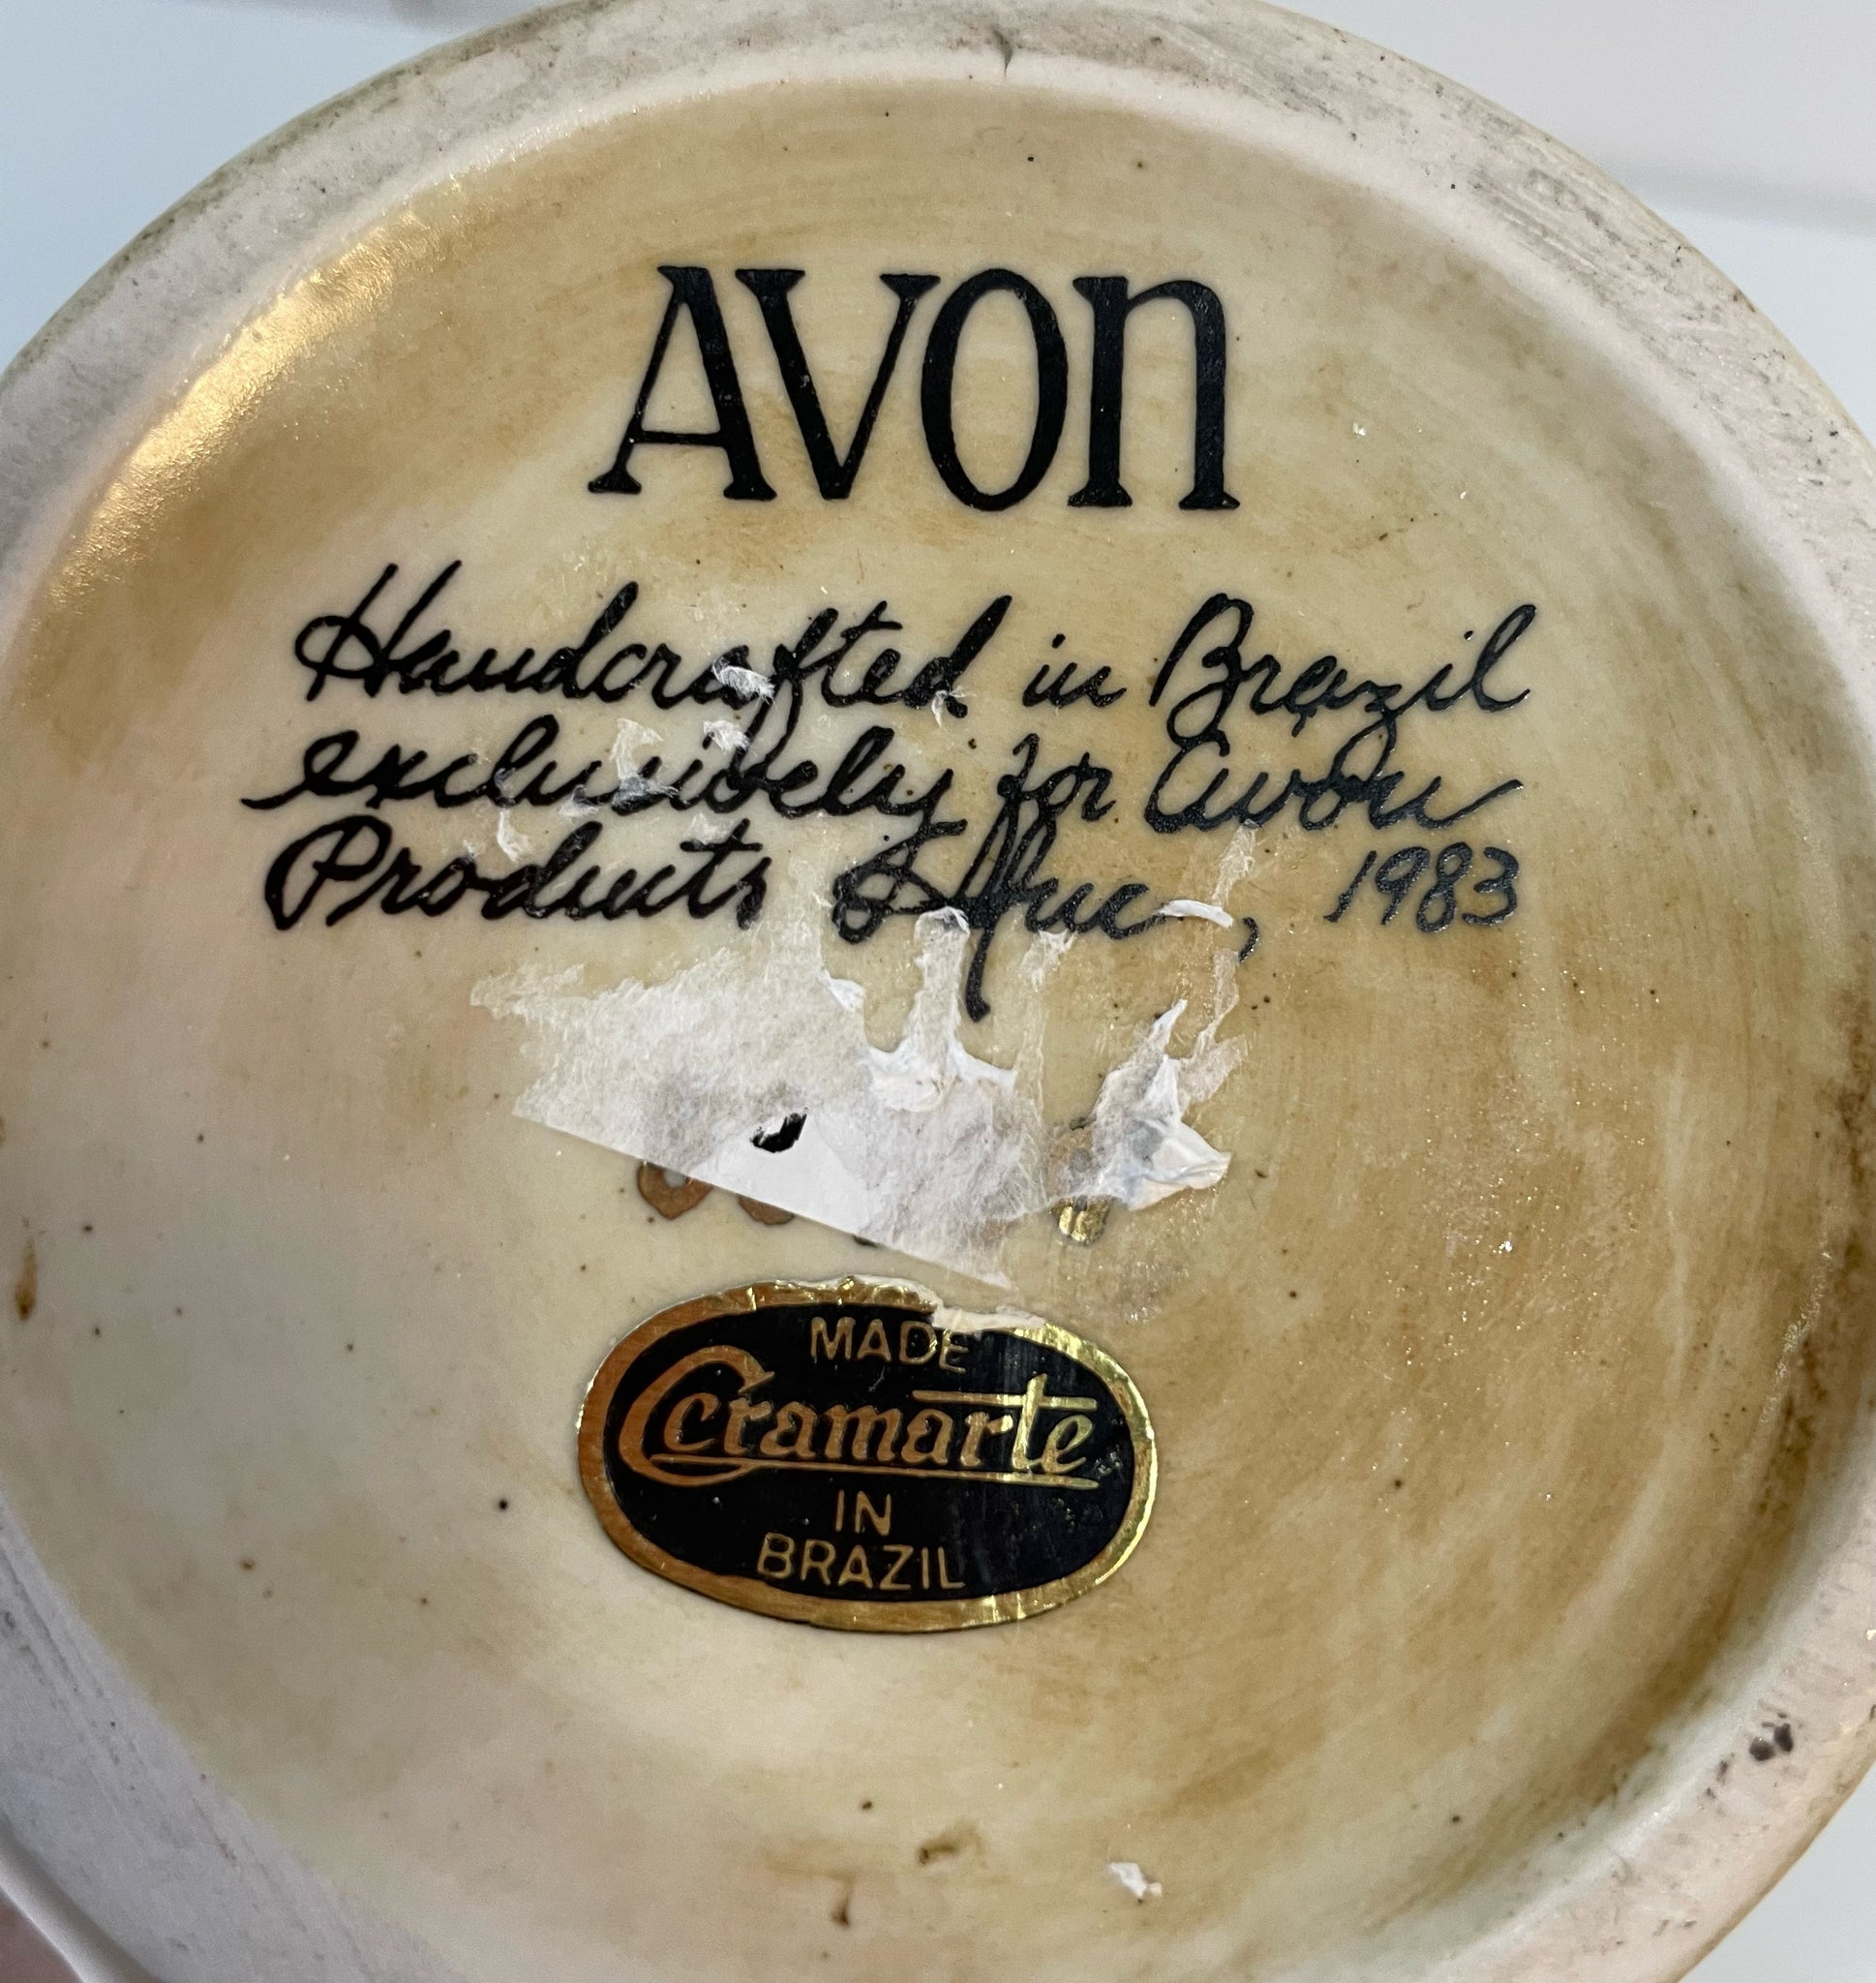 AVON
Handcrafted in Brazil
exclusively for Avon
Products Inc., 1983
MADE
Ceramarte
IN
BRAZIL